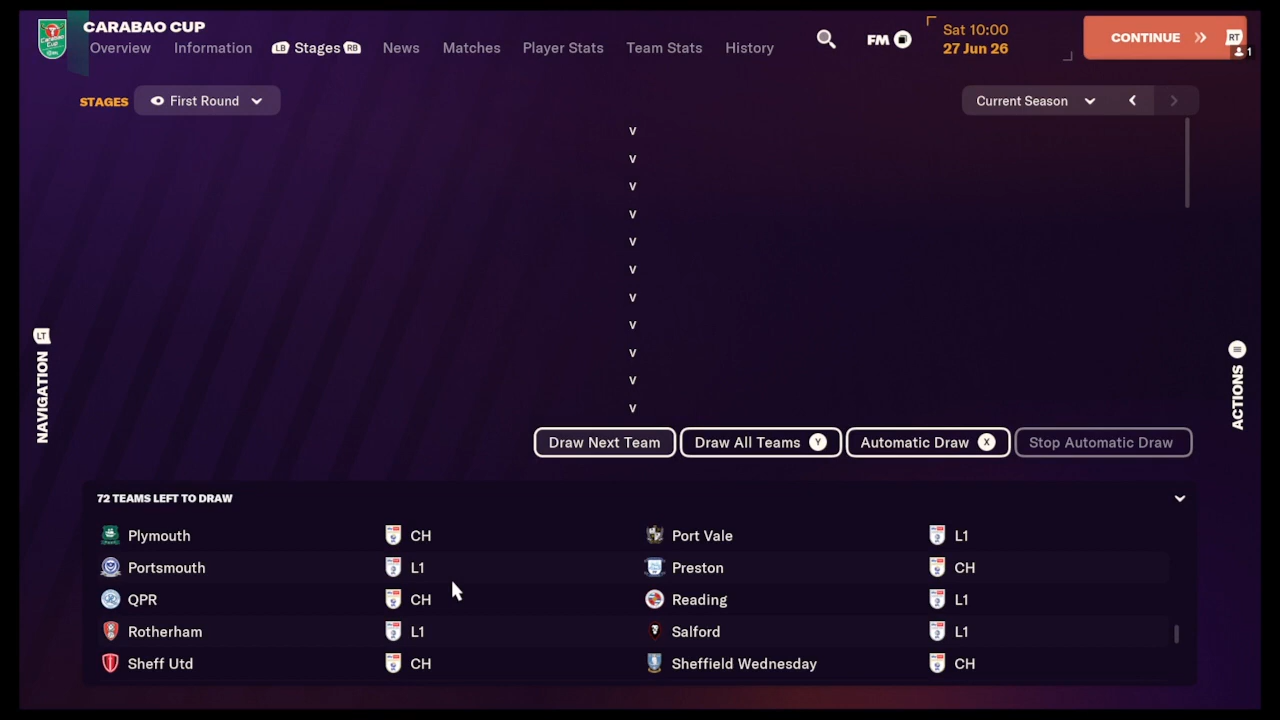 CARABAO CUP
Overview Information LB Stages RB News Matches Player Stats Team Stats History
FM
Sat 10:00
27 Jun 26
CONTINUE RT
1
STAGES First Round
Current Season
v
v
v
v
v
v
v
v
v
v
v
LT
NAVIGATION
ACTIONS
Draw Next Team Draw All Teams Y Automatic Draw X Stop Automatic Draw
72 TEAMS LEFT TO DRAW
Plymouth CH Port Vale L1
Portsmouth L1 Preston CH
QPR CH Reading L1
Rotherham L1 Salford L1
Sheff Utd CH Sheffield Wednesday CH